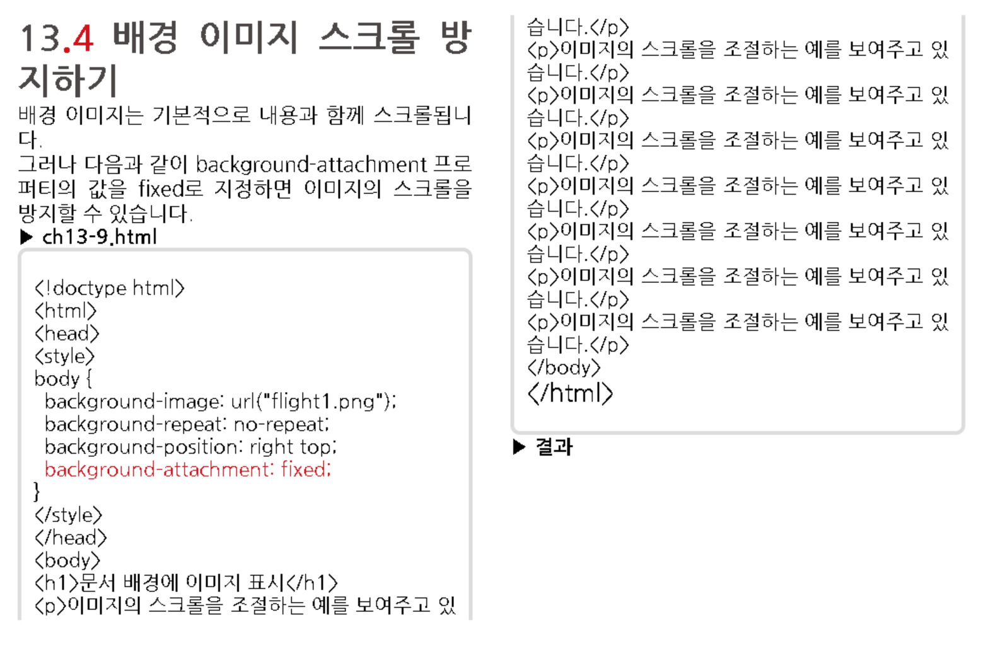 13.4 배경 이미지 스크롤 방
지하기
배경 이미지는 기본적으로 내용과 함께 스크롤됩니
다.
그러나 다음과 같이 background-attachment 프로
퍼티의 값을 fixed로 지정하면 이미지의 스크롤을
방지할 수 있습니다.
▶ ch13-9.html
<!doctype html>
<html>
<head>
<style>
body {
  background-image: url("flight1.png");
  background-repeat: no-repeat;
  background-position: right top;
  background-attachment: fixed;
}
</style>
</head>
<body>
<h1>문서 배경에 이미지 표시</h1>
<p>이미지의 스크롤을 조절하는 예를 보여주고 있
습니다.</p>
<p>이미지의 스크롤을 조절하는 예를 보여주고 있
습니다.</p>
<p>이미지의 스크롤을 조절하는 예를 보여주고 있
습니다.</p>
<p>이미지의 스크롤을 조절하는 예를 보여주고 있
습니다.</p>
<p>이미지의 스크롤을 조절하는 예를 보여주고 있
습니다.</p>
<p>이미지의 스크롤을 조절하는 예를 보여주고 있
습니다.</p>
<p>이미지의 스크롤을 조절하는 예를 보여주고 있
습니다.</p>
<p>이미지의 스크롤을 조절하는 예를 보여주고 있
습니다.</p>
</body>
</html>
▶ 결과